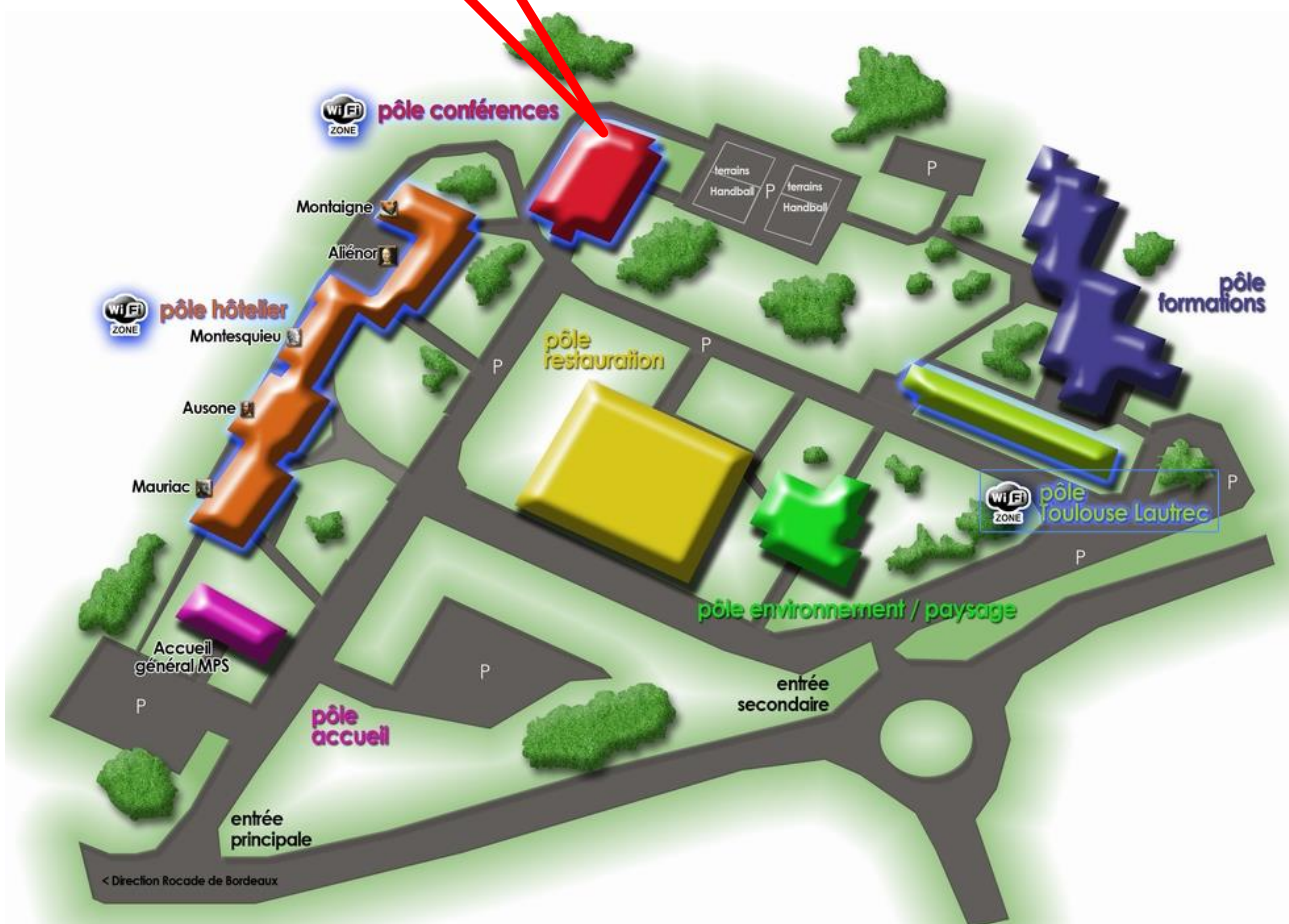 WiFi
ZONE
pôle conférences
terrains
Handball
P
terrains
Handball
P
Montaigne
Aliénor
WiFi
ZONE
pôle hôtelier
Montesquieu
pôle
formations
pôle
restauration
P
P
Ausone
Mauriac
WiFi
ZONE
pôle
Toulouse Lautrec
P
P
pôle environnement / paysage
Accueil
général MPS
P
P
entrée
secondaire
pôle
accueil
entrée
principale
< Direction Rocade de Bordeaux